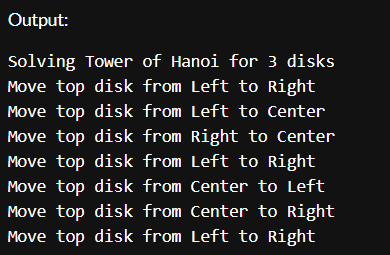 Output:
Solving Tower of Hanoi for 3 disks
Move top disk from Left to Right
Move top disk from Left to Center
Move top disk from Right to Center
Move top disk from Left to Right
Move top disk from Center to Left
Move top disk from Center to Right
Move top disk from Left to Right